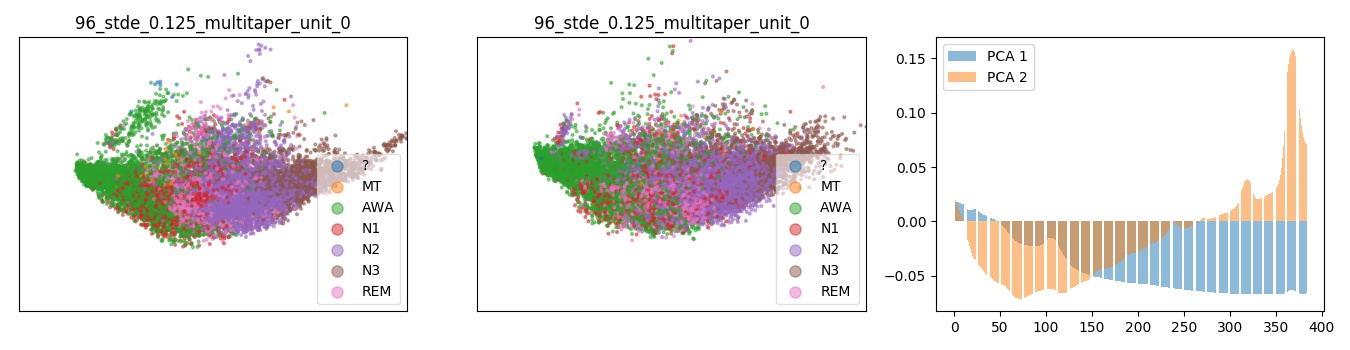 96_stde_0.125_multitaper_unit_0
?
MT
AWA
N1
N2
N3
REM
96_stde_0.125_multitaper_unit_0
?
MT
AWA
N1
N2
N3
REM
PCA 1
PCA 2
0.15
0.10
0.05
0.00
−0.05
0 50 100 150 200 250 300 350 400